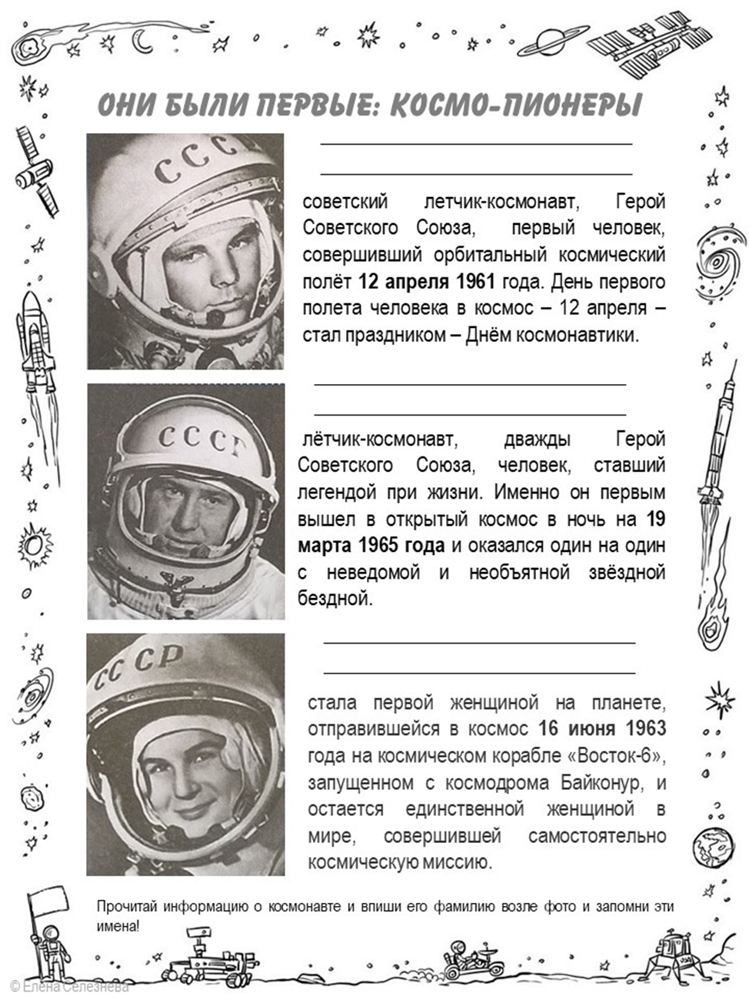 ОНИ БЫЛИ ПЕРВЫЕ: КОСМО-ПИОНЕРЫ
СССР
советский летчик-космонавт, Герой
Советского Союза, первый человек,
совершивший орбитальный космический
полёт 12 апреля 1961 года. День первого
полета человека в космос – 12 апреля –
стал праздником – Днём космонавтики.
СССР
лётчик-космонавт, дважды Герой
Советского Союза, человек, ставший
легендой при жизни. Именно он первым
вышел в открытый космос в ночь на 19
марта 1965 года и оказался один на один
с неведомой и необъятной звёздной
бездной.
СССР
стала первой женщиной на планете,
отправившейся в космос 16 июня 1963
года на космическом корабле «Восток-6»,
запущенном с космодрома Байконур, и
остается единственной женщиной в
мире, совершившей самостоятельно
космическую миссию.
Прочитай информацию о космонавте и впиши его фамилию возле фото и запомни эти
имена!
© Елена Селезнева